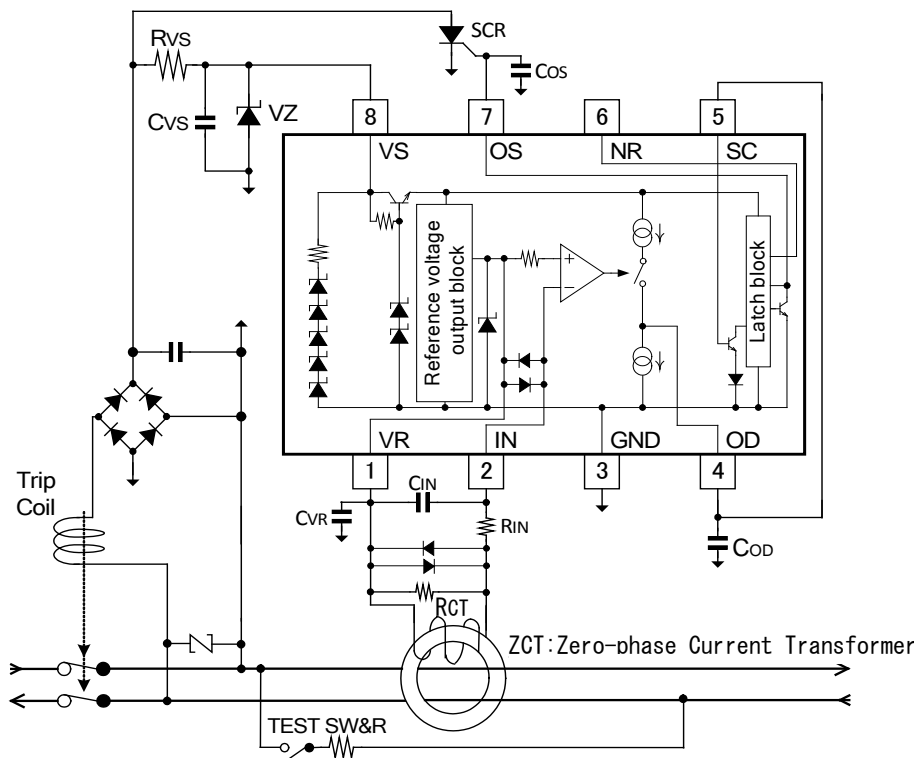 SCR
RVS
COS
CVS
VZ
8
7
6
5
VS
OS
NR
SC
Reference voltage
output block
Latch block
VR
IN
GND
OD
1
2
3
4
Trip
Coil
CIN
CVR
RIN
COD
RCT
ZCT:Zero-phase Current Transformer
TEST SW&R